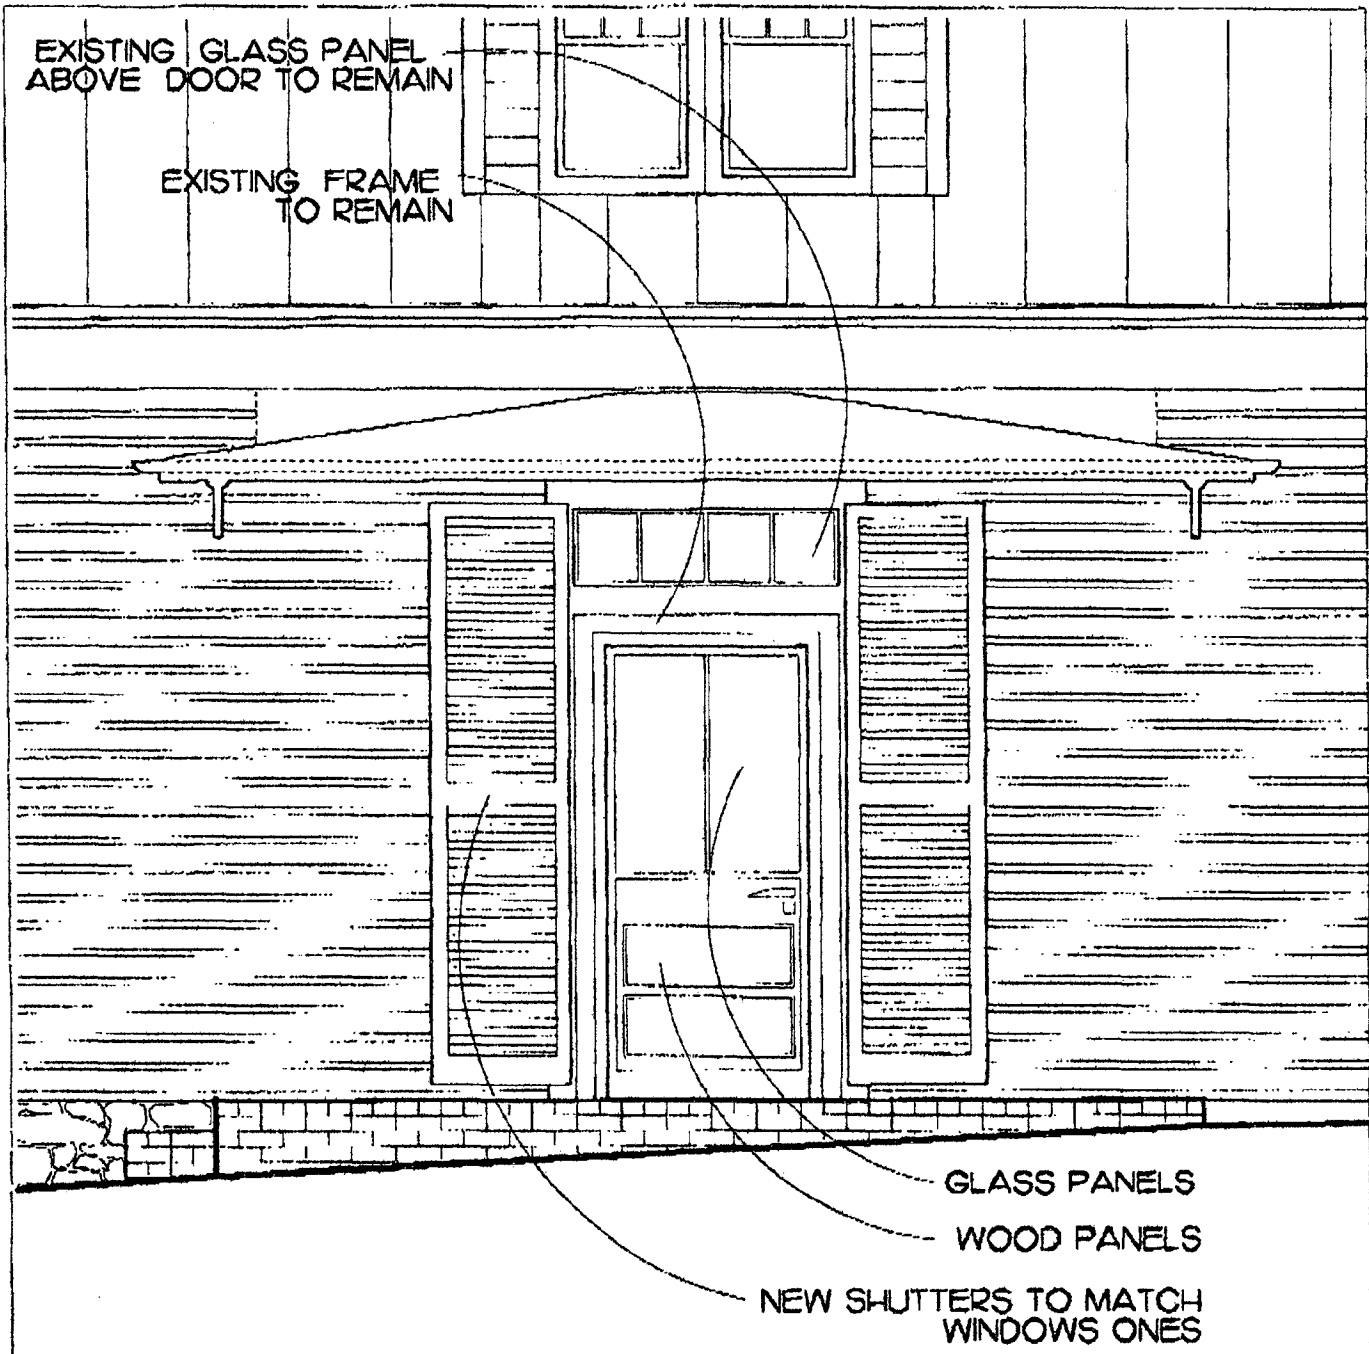 EXISTING GLASS PANEL
ABOVE DOOR TO REMAIN
EXISTING FRAME
TO REMAIN
GLASS PANELS
WOOD PANELS
NEW SHUTTERS TO MATCH
WINDOWS ONES